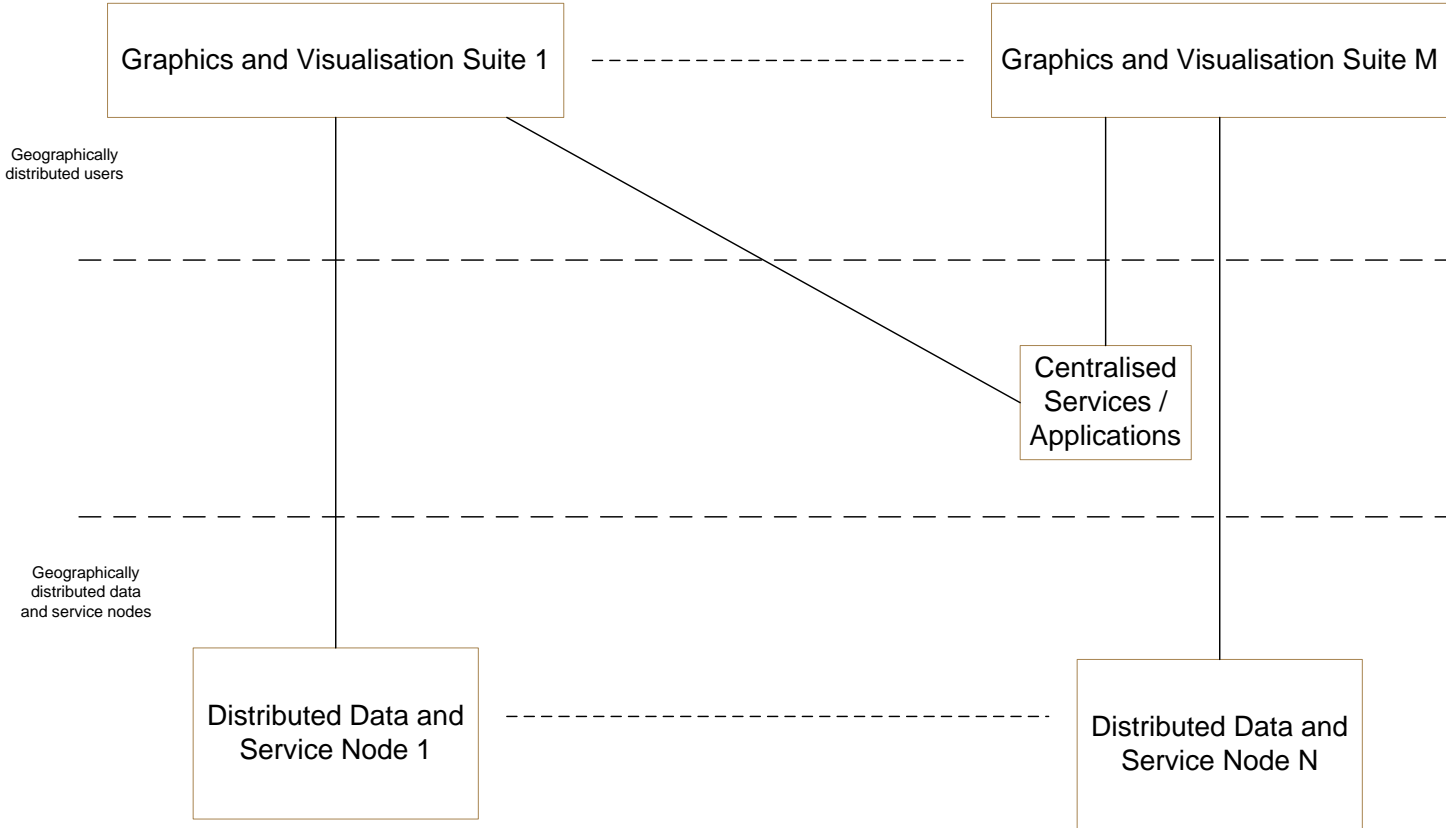 Graphics and Visualisation Suite 1
Graphics and Visualisation Suite M
Geographically
distributed users
Centralised
Services /
Applications
Geographically
distributed data
and service nodes
Distributed Data and
Service Node 1
Distributed Data and
Service Node N